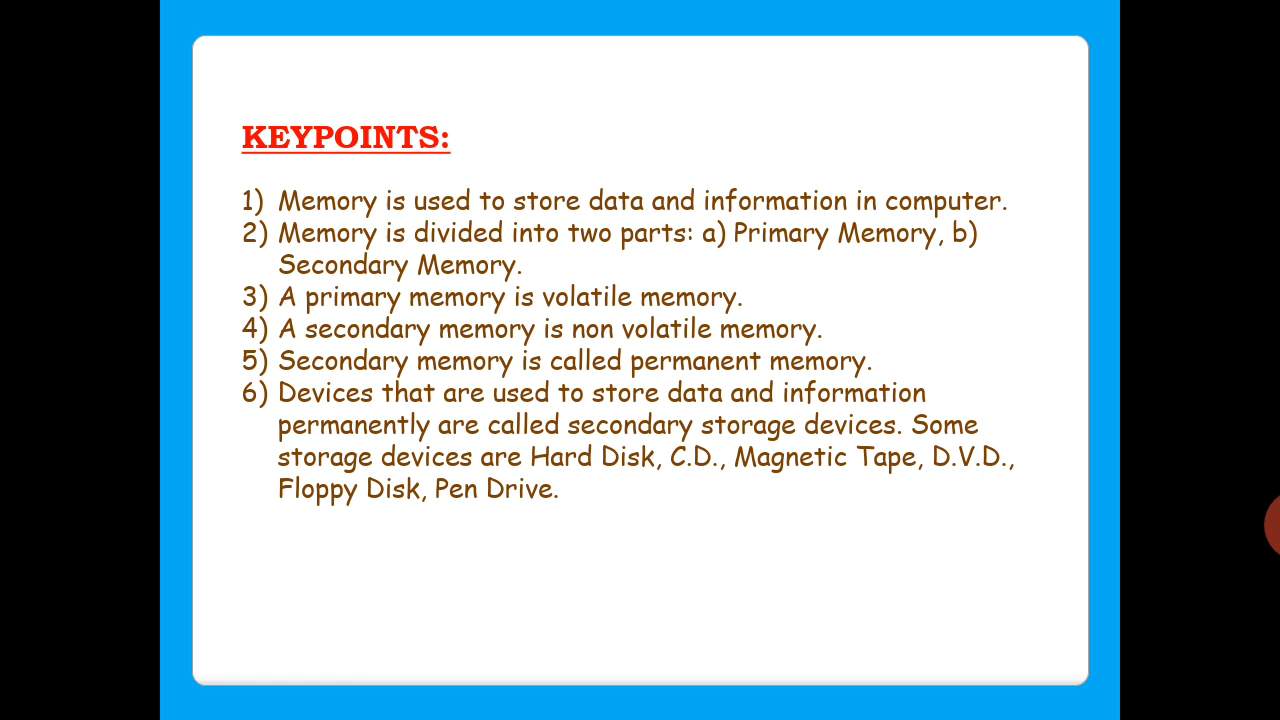 KEYPOINTS:
1) Memory is used to store data and information in computer.
2) Memory is divided into two parts: a) Primary Memory, b)
Secondary Memory.
3) A primary memory is volatile memory.
4) A secondary memory is non volatile memory.
5) Secondary memory is called permanent memory.
6) Devices that are used to store data and information
permanently are called secondary storage devices. Some
storage devices are Hard Disk, C.D., Magnetic Tape, D.V.D.,
Floppy Disk, Pen Drive.